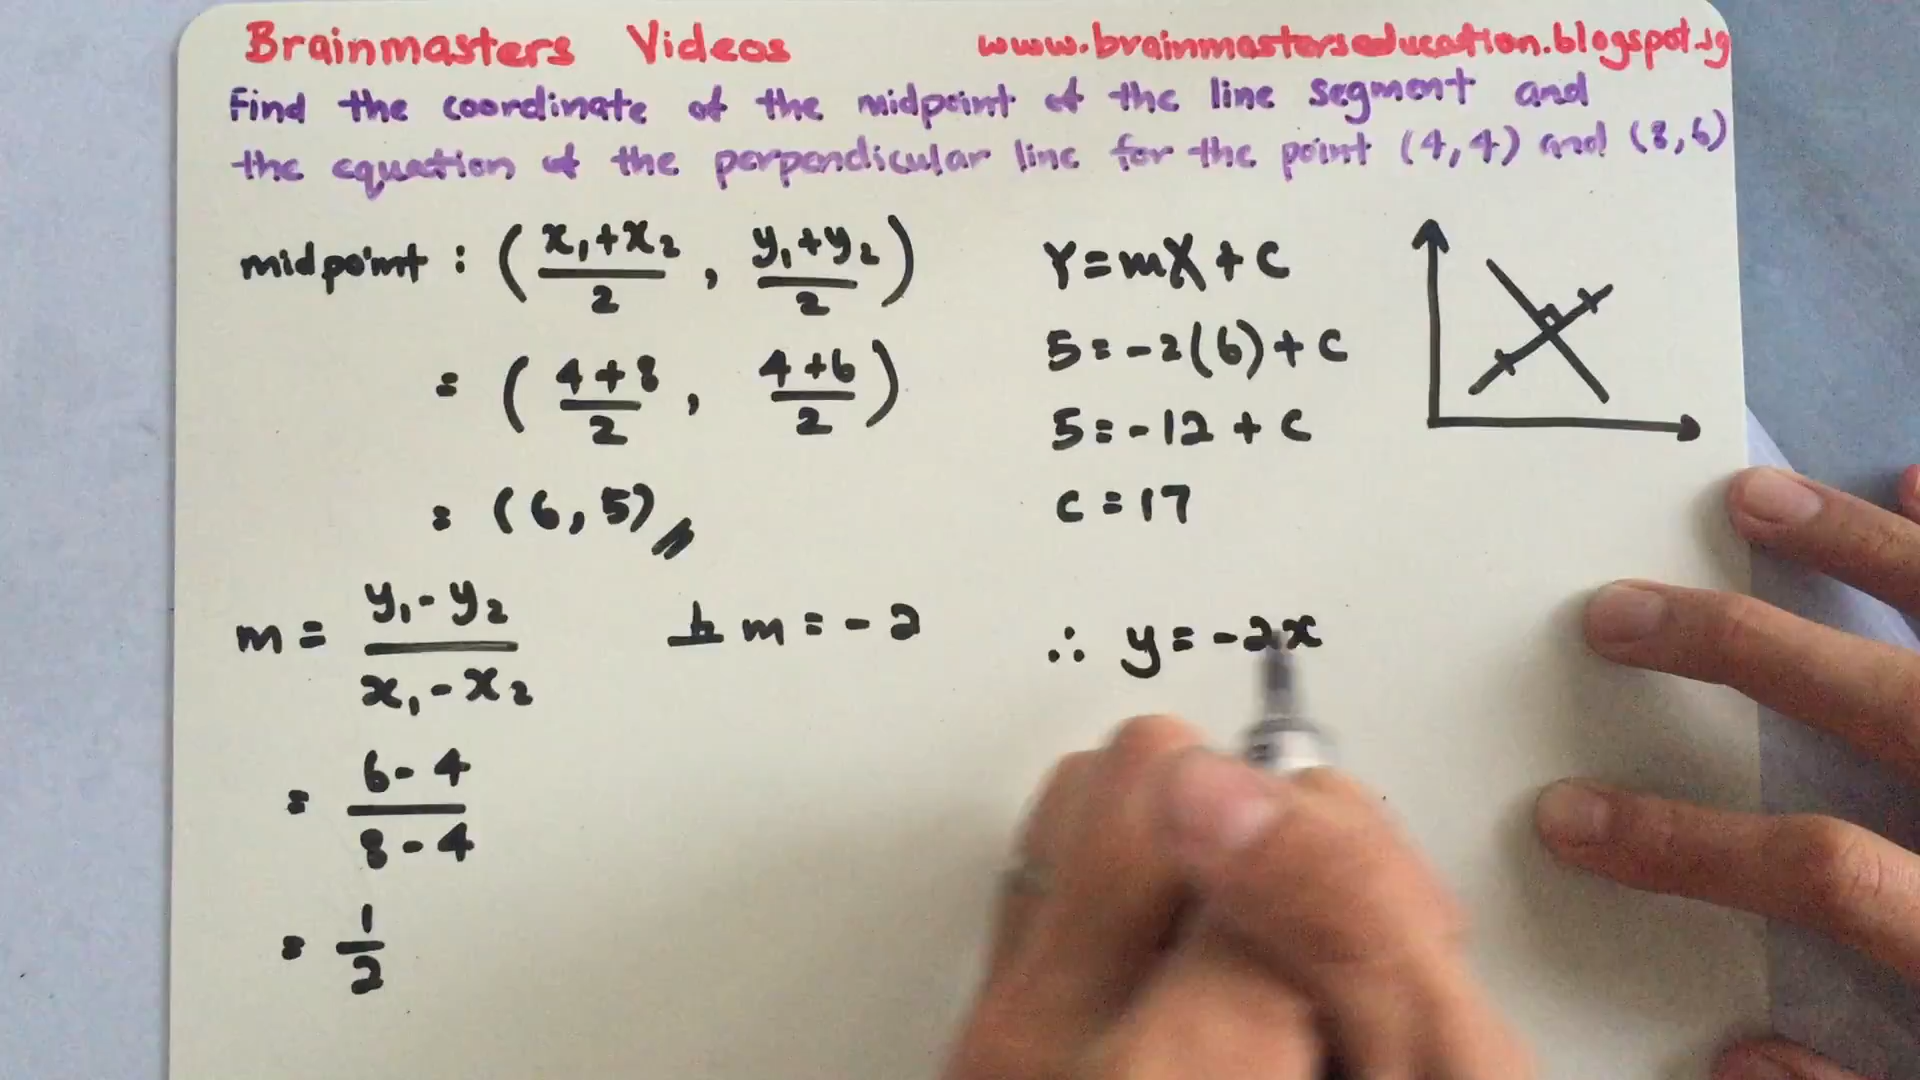 Brainmasters Videos www.brainmasterseducation.blogspot.sg
Find the coordinate of the midpoint of the line segment and
the equation of the perpendicular line for the point (4,4) and (8,6)
midpoint : ( x₁+x₂ / 2 , y₁+y₂ / 2 )
= ( 4+8 / 2 , 4+6 / 2 )
= (6,5)
m = y₁-y₂ / x₁-x₂
= 6-4 / 8-4
= 1/2
⊥ m = -2
Y=mX+C
5=-2(6)+C
5=-12+C
C=17
∴ y=-2x